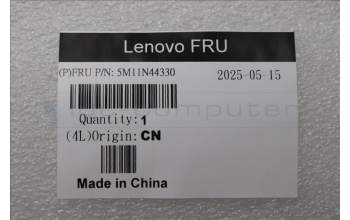 Lenovo FRU
(P)FRU P/N: 5M11N44330 2025-05-15
Quantity: 1
(4L)Origin: CN
Made in China